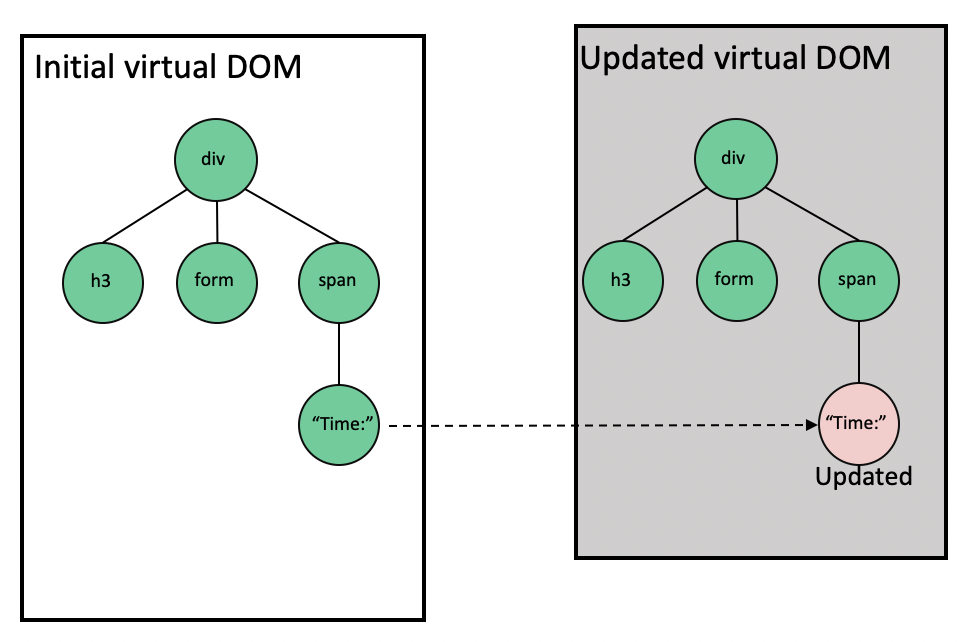 Initial virtual DOM
div
h3
form
span
“Time:”
Updated virtual DOM
div
h3
form
span
“Time:”
Updated